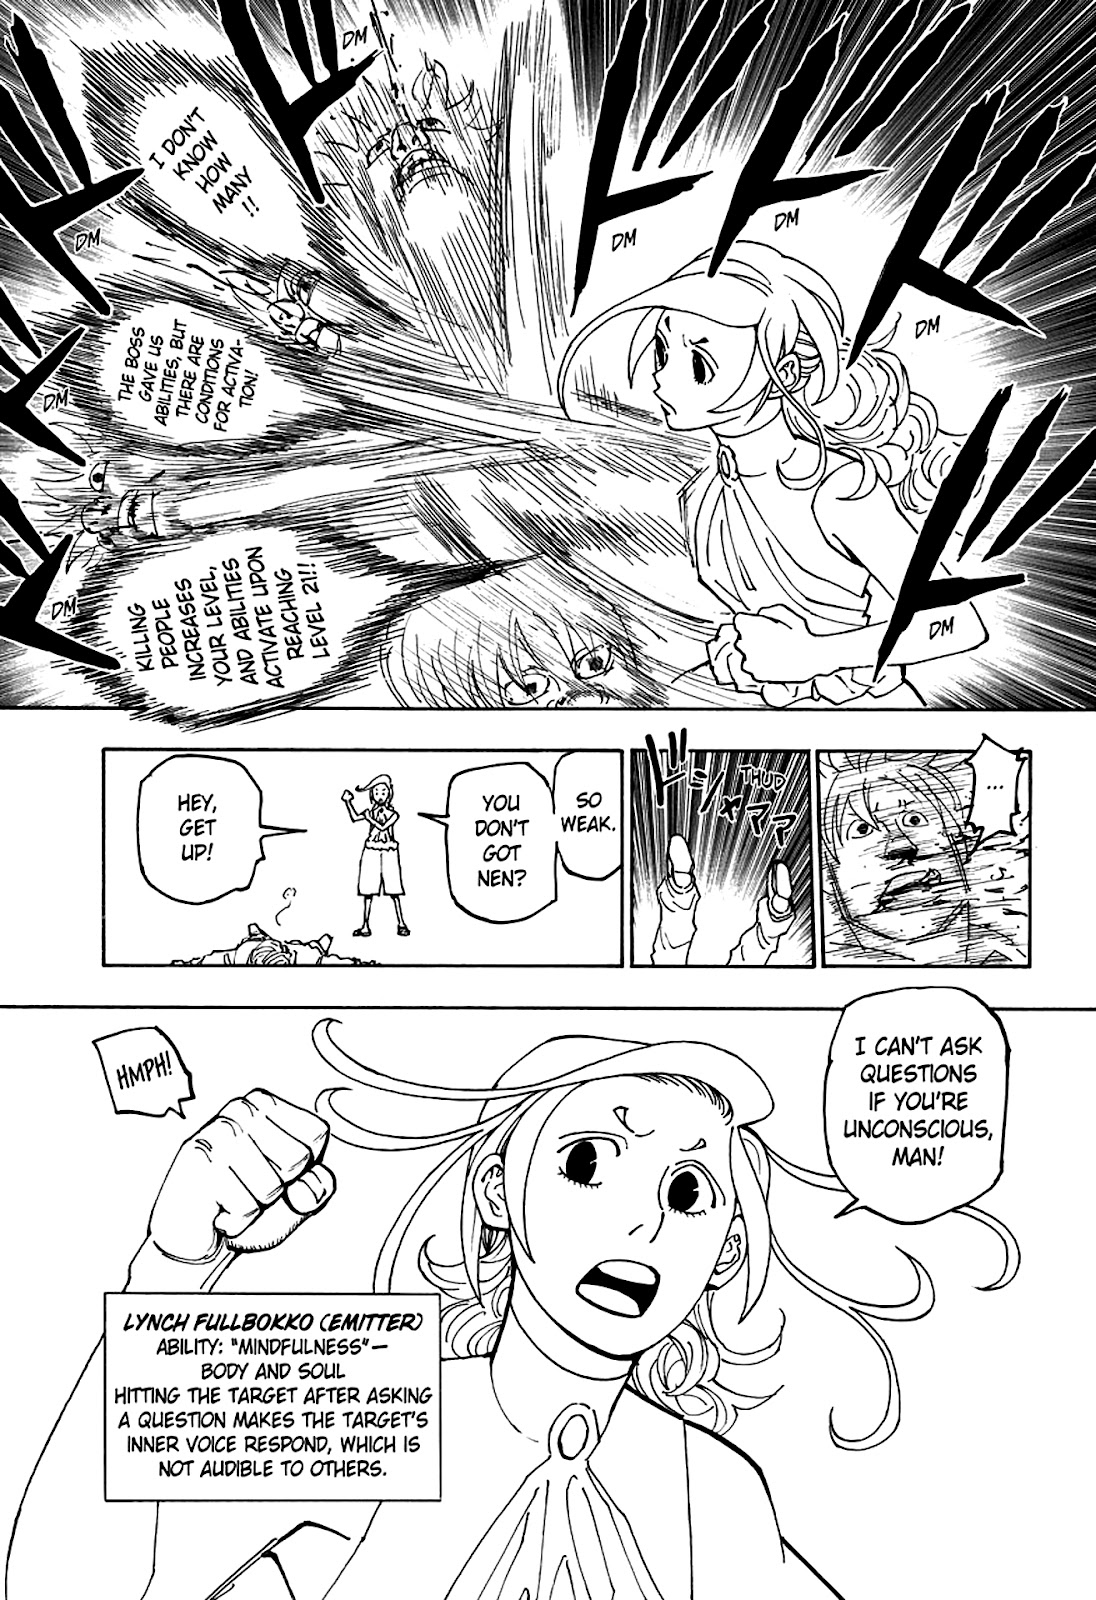 DM
DM
DM
DM
DM
DM
DM
DM
DM
I DON'T
KNOW
HOW
MANY
!!
THE BOSS
GAVE US
ABILITIES, BUT
THERE ARE
CONDITIONS
FOR ACTIVA-
TION!
KILLING
PEOPLE
INCREASES
YOUR LEVEL,
AND ABILITIES
ACTIVATE UPON
REACHING
LEVEL 21!!
...
THUD
ママ
SO
WEAK.
YOU
DON'T
GOT
NEN?
HEY,
GET
UP!
I CAN'T ASK
QUESTIONS
IF YOU'RE
UNCONSCIOUS,
MAN!
HMPH!
LYNCH FULLBOKKO (EMITTER)
ABILITY: "MINDFULNESS"—
BODY AND SOUL
HITTING THE TARGET AFTER ASKING
A QUESTION MAKES THE TARGET'S
INNER VOICE RESPOND, WHICH IS
NOT AUDIBLE TO OTHERS.